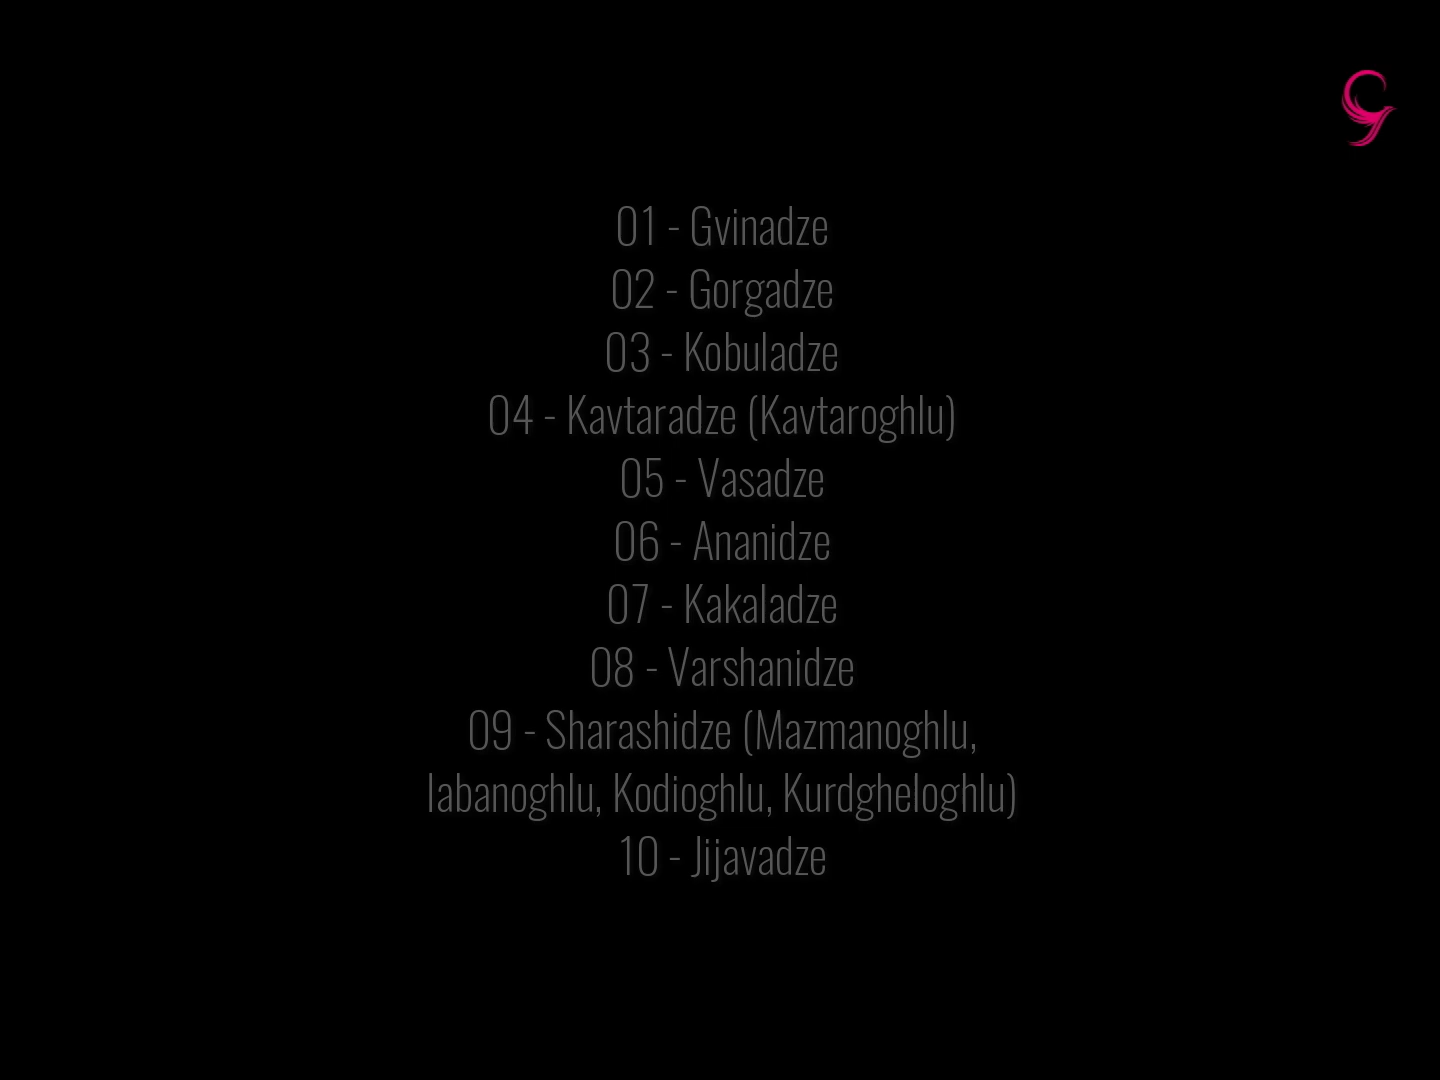 01 - Gvinadze
02 - Gorgadze
03 - Kobuladze
04 - Kavtaradze (Kavtaroghlu)
05 - Vasadze
06 - Ananidze
07 - Kakaladze
08 - Varshanidze
09 - Sharashidze (Mazmanoghlu,
Iabanoghlu, Kodioghlu, Kurdgheloghlu)
10 - Jijavadze